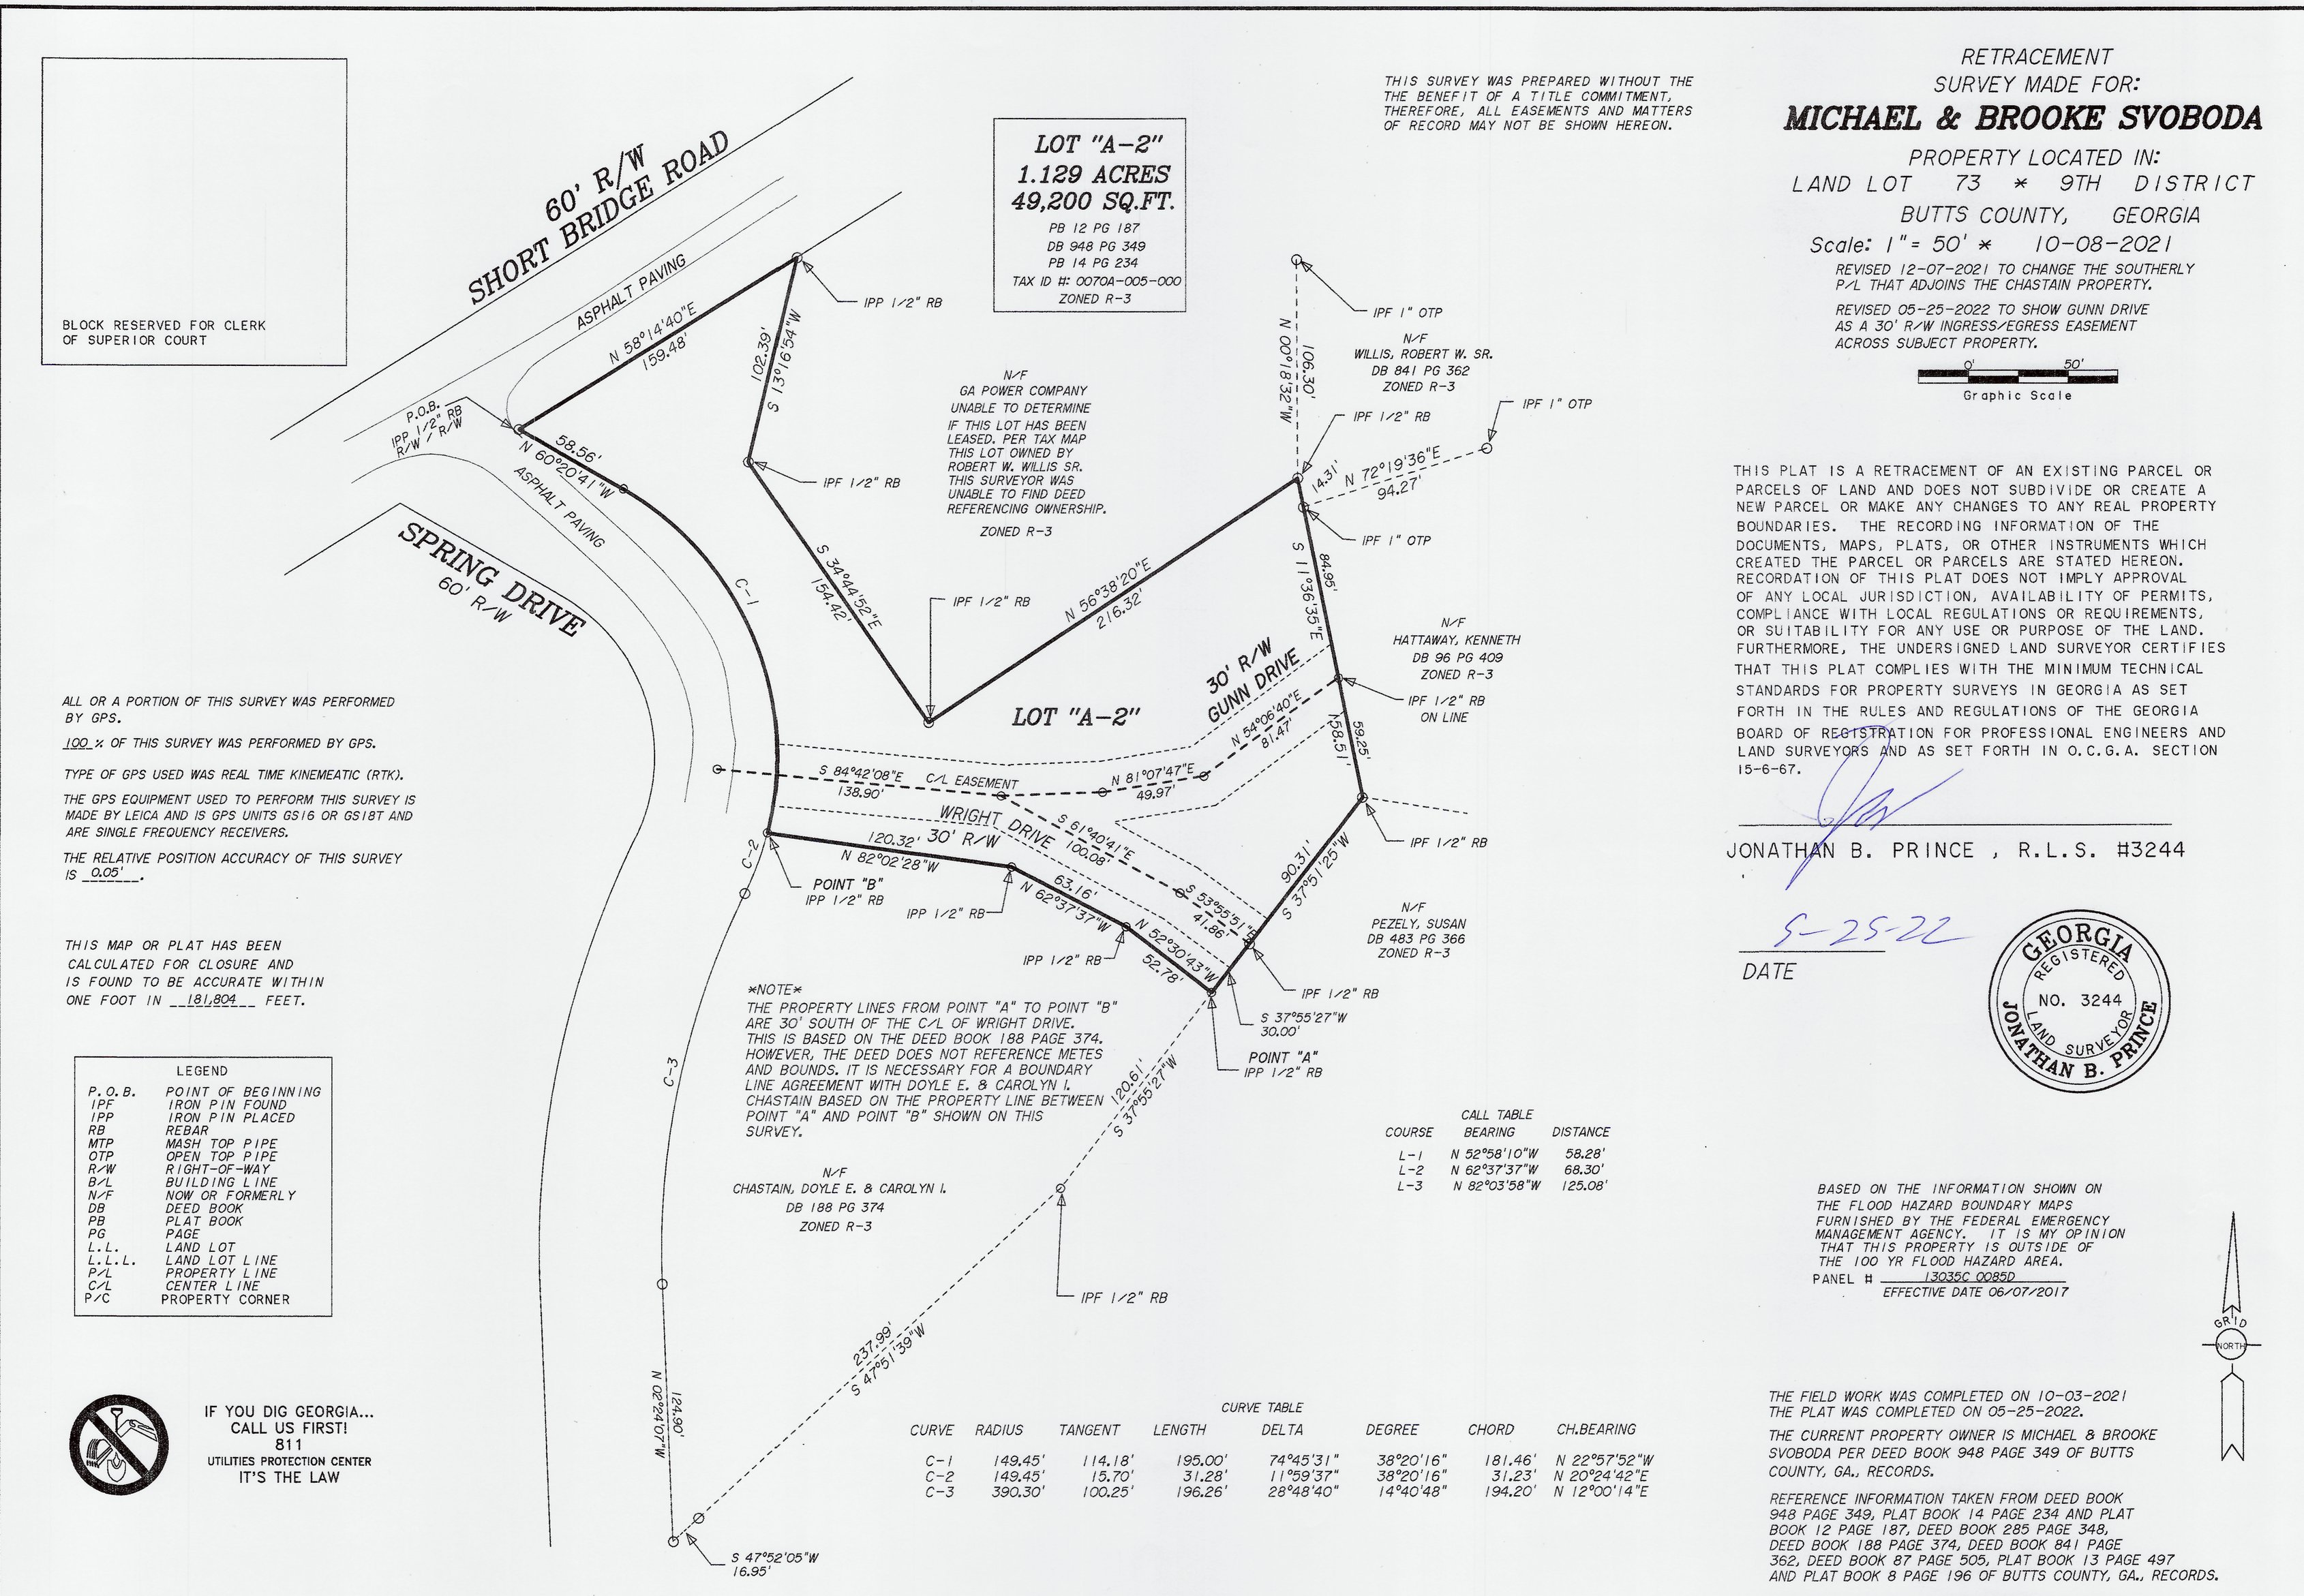 BLOCK RESERVED FOR CLERK
OF SUPERIOR COURT
60' R/W
SHORT BRIDGE ROAD
ASPHALT PAVING
N 58°14'40"E
159.48'
102.39'
S 13°16'54"W
IPP 1/2" RB
P.O.B.
IPP 1/2" RB
R/W / R/W
58.56'
N 60°20'41"W
ASPHALT PAVING
SPRING DRIVE
60' R/W
C-1
IPF 1/2" RB
S 34°44'52"E
154.42'
LOT "A-2"
1.129 ACRES
49,200 SQ.FT.
PB 12 PG 187
DB 948 PG 349
PB 14 PG 234
TAX ID #: 0070A-005-000
ZONED R-3
N/F
GA POWER COMPANY
UNABLE TO DETERMINE
IF THIS LOT HAS BEEN
LEASED. PER TAX MAP
THIS LOT OWNED BY
ROBERT W. WILLIS SR.
THIS SURVEYOR WAS
UNABLE TO FIND DEED
REFERENCING OWNERSHIP.
ZONED R-3
IPF 1/2" RB
N 56°38'20"E
216.32'
THIS SURVEY WAS PREPARED WITHOUT THE
THE BENEFIT OF A TITLE COMMITMENT,
THEREFORE, ALL EASEMENTS AND MATTERS
OF RECORD MAY NOT BE SHOWN HEREON.
IPF 1" OTP
N 00°18'32"W
106.30'
N/F
WILLIS, ROBERT W. SR.
DB 841 PG 362
ZONED R-3
IPF 1/2" RB
IPF 1" OTP
14.31'
N 72°19'36"E
94.27'
IPF 1" OTP
S 11°36'35"E
84.95'
N/F
HATTAWAY, KENNETH
DB 96 PG 409
ZONED R-3
IPF 1/2" RB
ON LINE
59.25'
158.51'
30' R/W
GUNN DRIVE
N 54°06'40"E
81.47'
LOT "A-2"
S 84°42'08"E
138.90'
C/L EASEMENT
N 81°07'47"E
49.97'
WRIGHT DRIVE
30' R/W
S 61°40'41"E
100.08'
S 53°55'51"E
41.86'
120.32'
N 82°02'28"W
63.16'
N 62°37'37"W
N 52°30'43"W
52.78'
90.31'
S 37°51'25"W
IPF 1/2" RB
N/F
PEZELY, SUSAN
DB 483 PG 366
ZONED R-3
C-2
POINT "B"
IPP 1/2" RB
IPP 1/2" RB
IPP 1/2" RB
IPF 1/2" RB
S 37°55'27"W
30.00'
POINT "A"
IPP 1/2" RB
120.61'
S 37°55'27"W
*NOTE*
THE PROPERTY LINES FROM POINT "A" TO POINT "B"
ARE 30' SOUTH OF THE C/L OF WRIGHT DRIVE.
THIS IS BASED ON THE DEED BOOK 188 PAGE 374.
HOWEVER, THE DEED DOES NOT REFERENCE METES
AND BOUNDS. IT IS NECESSARY FOR A BOUNDARY
LINE AGREEMENT WITH DOYLE E. & CAROLYN I.
CHASTAIN BASED ON THE PROPERTY LINE BETWEEN
POINT "A" AND POINT "B" SHOWN ON THIS
SURVEY.
N/F
CHASTAIN, DOYLE E. & CAROLYN I.
DB 188 PG 374
ZONED R-3
C-3
IPF 1/2" RB
237.99'
S 47°51'39"W
N 02°24'07"W
124.90'
S 47°52'05"W
16.95'
CALL TABLE
COURSE BEARING DISTANCE
L-1 N 52°58'10"W 58.28'
L-2 N 62°37'37"W 68.30'
L-3 N 82°03'58"W 125.08'
CURVE TABLE
CURVE RADIUS TANGENT LENGTH DELTA DEGREE CHORD CH.BEARING
C-1 149.45' 114.18' 195.00' 74°45'31" 38°20'16" 181.46' N 22°57'52"W
C-2 149.45' 15.70' 31.28' 11°59'37" 38°20'16" 31.23' N 20°24'42"E
C-3 390.30' 100.25' 196.26' 28°48'40" 14°40'48" 194.20' N 12°00'14"E
ALL OR A PORTION OF THIS SURVEY WAS PERFORMED
BY GPS.
100 % OF THIS SURVEY WAS PERFORMED BY GPS.
TYPE OF GPS USED WAS REAL TIME KINEMEATIC (RTK).
THE GPS EQUIPMENT USED TO PERFORM THIS SURVEY IS
MADE BY LEICA AND IS GPS UNITS GS16 OR GS18T AND
ARE SINGLE FREQUENCY RECEIVERS.
THE RELATIVE POSITION ACCURACY OF THIS SURVEY
IS 0.05'.
THIS MAP OR PLAT HAS BEEN
CALCULATED FOR CLOSURE AND
IS FOUND TO BE ACCURATE WITHIN
ONE FOOT IN 181,804 FEET.
LEGEND
P.O.B. POINT OF BEGINNING
IPF IRON PIN FOUND
IPP IRON PIN PLACED
RB REBAR
MTP MASH TOP PIPE
OTP OPEN TOP PIPE
R/W RIGHT-OF-WAY
B/L BUILDING LINE
N/F NOW OR FORMERLY
DB DEED BOOK
PB PLAT BOOK
PG PAGE
L.L. LAND LOT
L.L.L. LAND LOT LINE
P/L PROPERTY LINE
C/L CENTER LINE
P/C PROPERTY CORNER
IF YOU DIG GEORGIA...
CALL US FIRST!
811
UTILITIES PROTECTION CENTER
IT'S THE LAW
RETRACEMENT
SURVEY MADE FOR:
MICHAEL & BROOKE SVOBODA
PROPERTY LOCATED IN:
LAND LOT 73 * 9TH DISTRICT
BUTTS COUNTY, GEORGIA
Scale: 1"= 50' * 10-08-2021
REVISED 12-07-2021 TO CHANGE THE SOUTHERLY
P/L THAT ADJOINS THE CHASTAIN PROPERTY.
REVISED 05-25-2022 TO SHOW GUNN DRIVE
AS A 30' R/W INGRESS/EGRESS EASEMENT
ACROSS SUBJECT PROPERTY.
0' 50'
Graphic Scale
THIS PLAT IS A RETRACEMENT OF AN EXISTING PARCEL OR
PARCELS OF LAND AND DOES NOT SUBDIVIDE OR CREATE A
NEW PARCEL OR MAKE ANY CHANGES TO ANY REAL PROPERTY
BOUNDARIES. THE RECORDING INFORMATION OF THE
DOCUMENTS, MAPS, PLATS, OR OTHER INSTRUMENTS WHICH
CREATED THE PARCEL OR PARCELS ARE STATED HEREON.
RECORDATION OF THIS PLAT DOES NOT IMPLY APPROVAL
OF ANY LOCAL JURISDICTION, AVAILABILITY OF PERMITS,
COMPLIANCE WITH LOCAL REGULATIONS OR REQUIREMENTS,
OR SUITABILITY FOR ANY USE OR PURPOSE OF THE LAND.
FURTHERMORE, THE UNDERSIGNED LAND SURVEYOR CERTIFIES
THAT THIS PLAT COMPLIES WITH THE MINIMUM TECHNICAL
STANDARDS FOR PROPERTY SURVEYS IN GEORGIA AS SET
FORTH IN THE RULES AND REGULATIONS OF THE GEORGIA
BOARD OF REGISTRATION FOR PROFESSIONAL ENGINEERS AND
LAND SURVEYORS AND AS SET FORTH IN O.C.G.A. SECTION
15-6-67.
JONATHAN B. PRINCE , R.L.S. #3244
5-25-22
DATE
GEORGIA
REGISTERED
NO. 3244
LAND SURVEYOR
JONATHAN B. PRINCE
BASED ON THE INFORMATION SHOWN ON
THE FLOOD HAZARD BOUNDARY MAPS
FURNISHED BY THE FEDERAL EMERGENCY
MANAGEMENT AGENCY. IT IS MY OPINION
THAT THIS PROPERTY IS OUTSIDE OF
THE 100 YR FLOOD HAZARD AREA.
PANEL # 13035C 0085D
EFFECTIVE DATE 06/07/2017
GRID
NORTH
THE FIELD WORK WAS COMPLETED ON 10-03-2021
THE PLAT WAS COMPLETED ON 05-25-2022.
THE CURRENT PROPERTY OWNER IS MICHAEL & BROOKE
SVOBODA PER DEED BOOK 948 PAGE 349 OF BUTTS
COUNTY, GA., RECORDS.
REFERENCE INFORMATION TAKEN FROM DEED BOOK
948 PAGE 349, PLAT BOOK 14 PAGE 234 AND PLAT
BOOK 12 PAGE 187, DEED BOOK 285 PAGE 348,
DEED BOOK 188 PAGE 374, DEED BOOK 841 PAGE
362, DEED BOOK 87 PAGE 505, PLAT BOOK 13 PAGE 497
AND PLAT BOOK 8 PAGE 196 OF BUTTS COUNTY, GA., RECORDS.